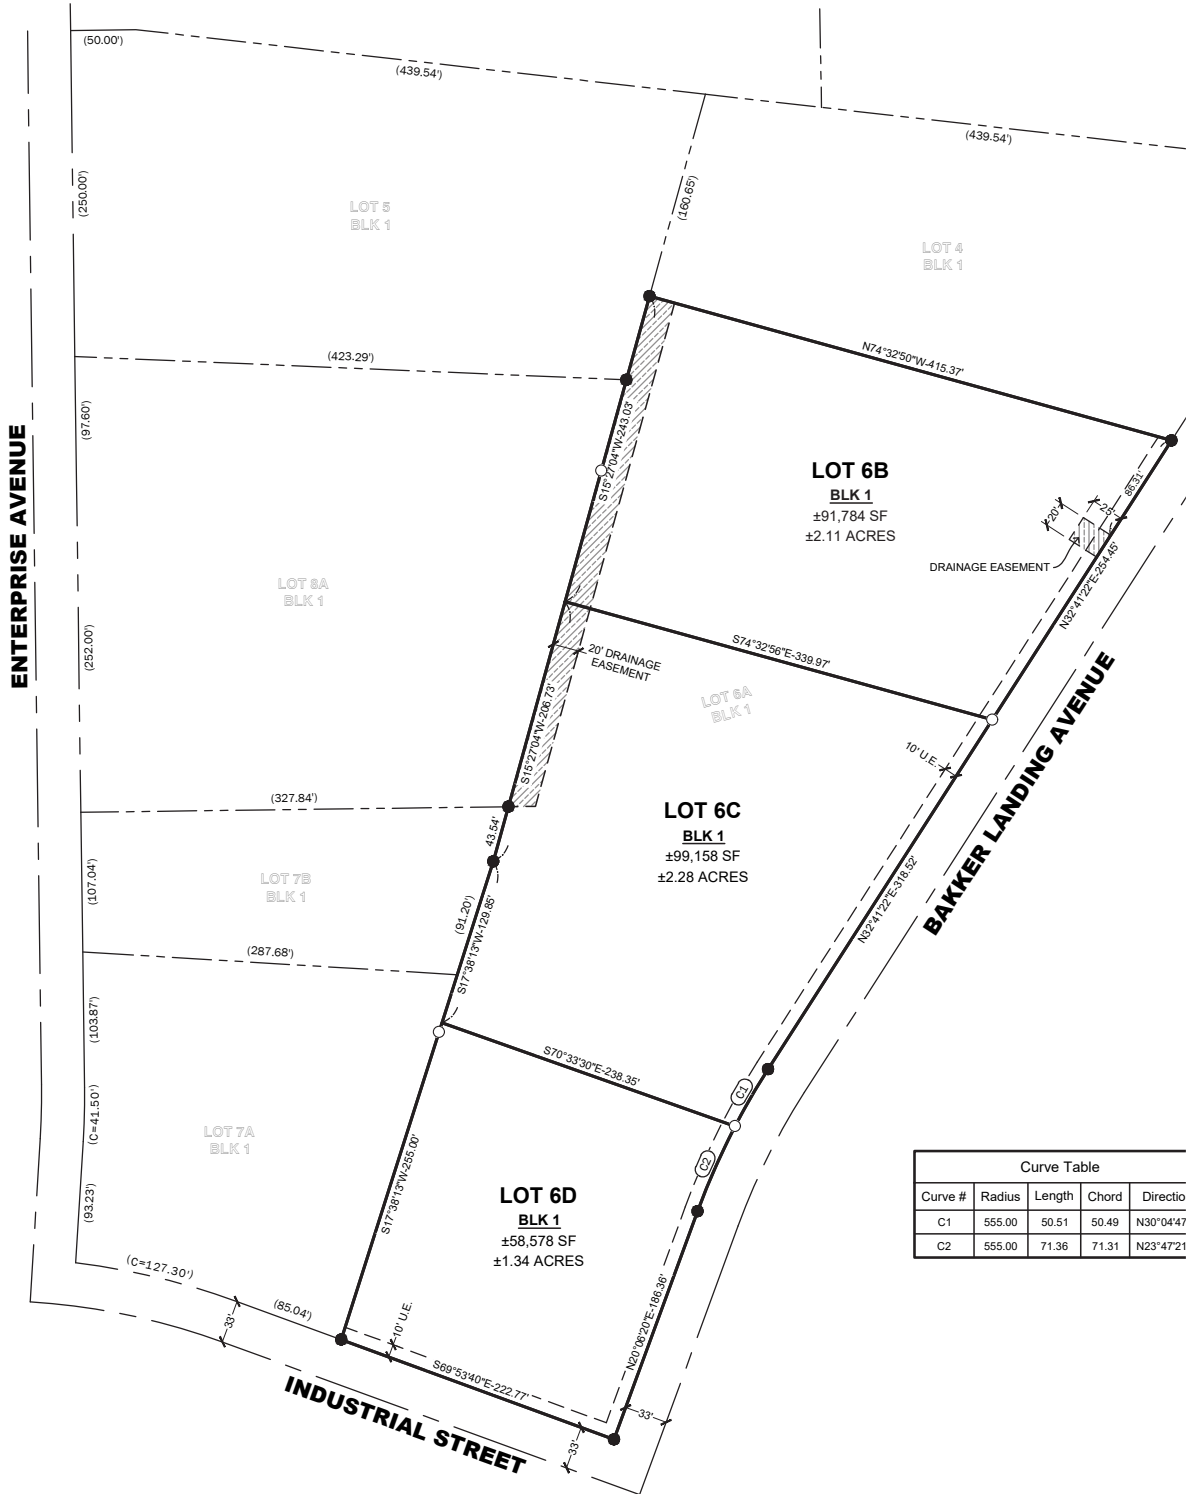 (50.00')
(439.54')
(439.54')
(250.00')
(160.65')
LOT 5
BLK 1
LOT 4
BLK 1
(423.29')
N74°32'50"W-415.37'
(97.60')
S15°27'04"W-243.03'
ENTERPRISE AVENUE
LOT 6B
BLK 1
±91,784 SF
±2.11 ACRES
86.31'
25'
20'
DRAINAGE EASEMENT
N32°41'22"E-254.45'
LOT 8A
BLK 1
(252.00')
20' DRAINAGE
EASEMENT
S74°32'56"E-339.97'
LOT 6A
BLK 1
S15°27'04"W-206.73'
10' U.E.
BAKKER LANDING AVENUE
(327.84')
LOT 6C
BLK 1
±99,158 SF
±2.28 ACRES
43.54'
(107.04')
LOT 7B
BLK 1
(91.20')
S17°38'13"W-129.85'
N32°41'22"E-318.52'
(287.68')
(103.87')
S70°33'30"E-238.35'
C1
(C=41.50')
LOT 7A
BLK 1
C2
(93.23')
S17°38'13"W-255.00'
LOT 6D
BLK 1
±58,578 SF
±1.34 ACRES
Curve Table
Curve # Radius Length Chord Directio
C1 555.00 50.51 50.49 N30°04'47
C2 555.00 71.36 71.31 N23°47'21
(C=127.30')
(85.04')
33'
10' U.E.
N20°06'20"E-186.36'
S69°53'40"E-222.77'
33'
33'
INDUSTRIAL STREET